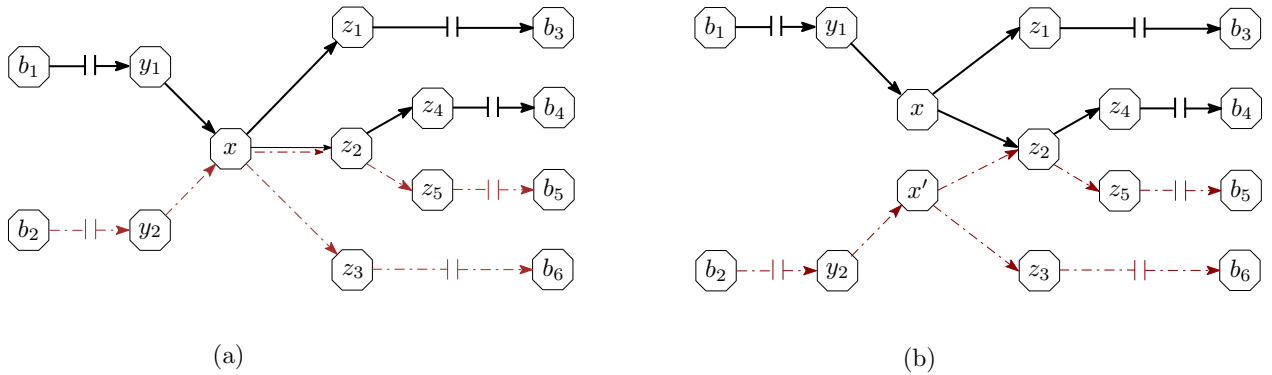 z₁ b₃
b₁ y₁
z₄ b₄
x z₂
z₅ b₅
b₂ y₂
z₃ b₆
(a)
b₁ y₁ z₁ b₃
x z₄ b₄
z₂
x′ z₅ b₅
b₂ y₂ z₃ b₆
(b)